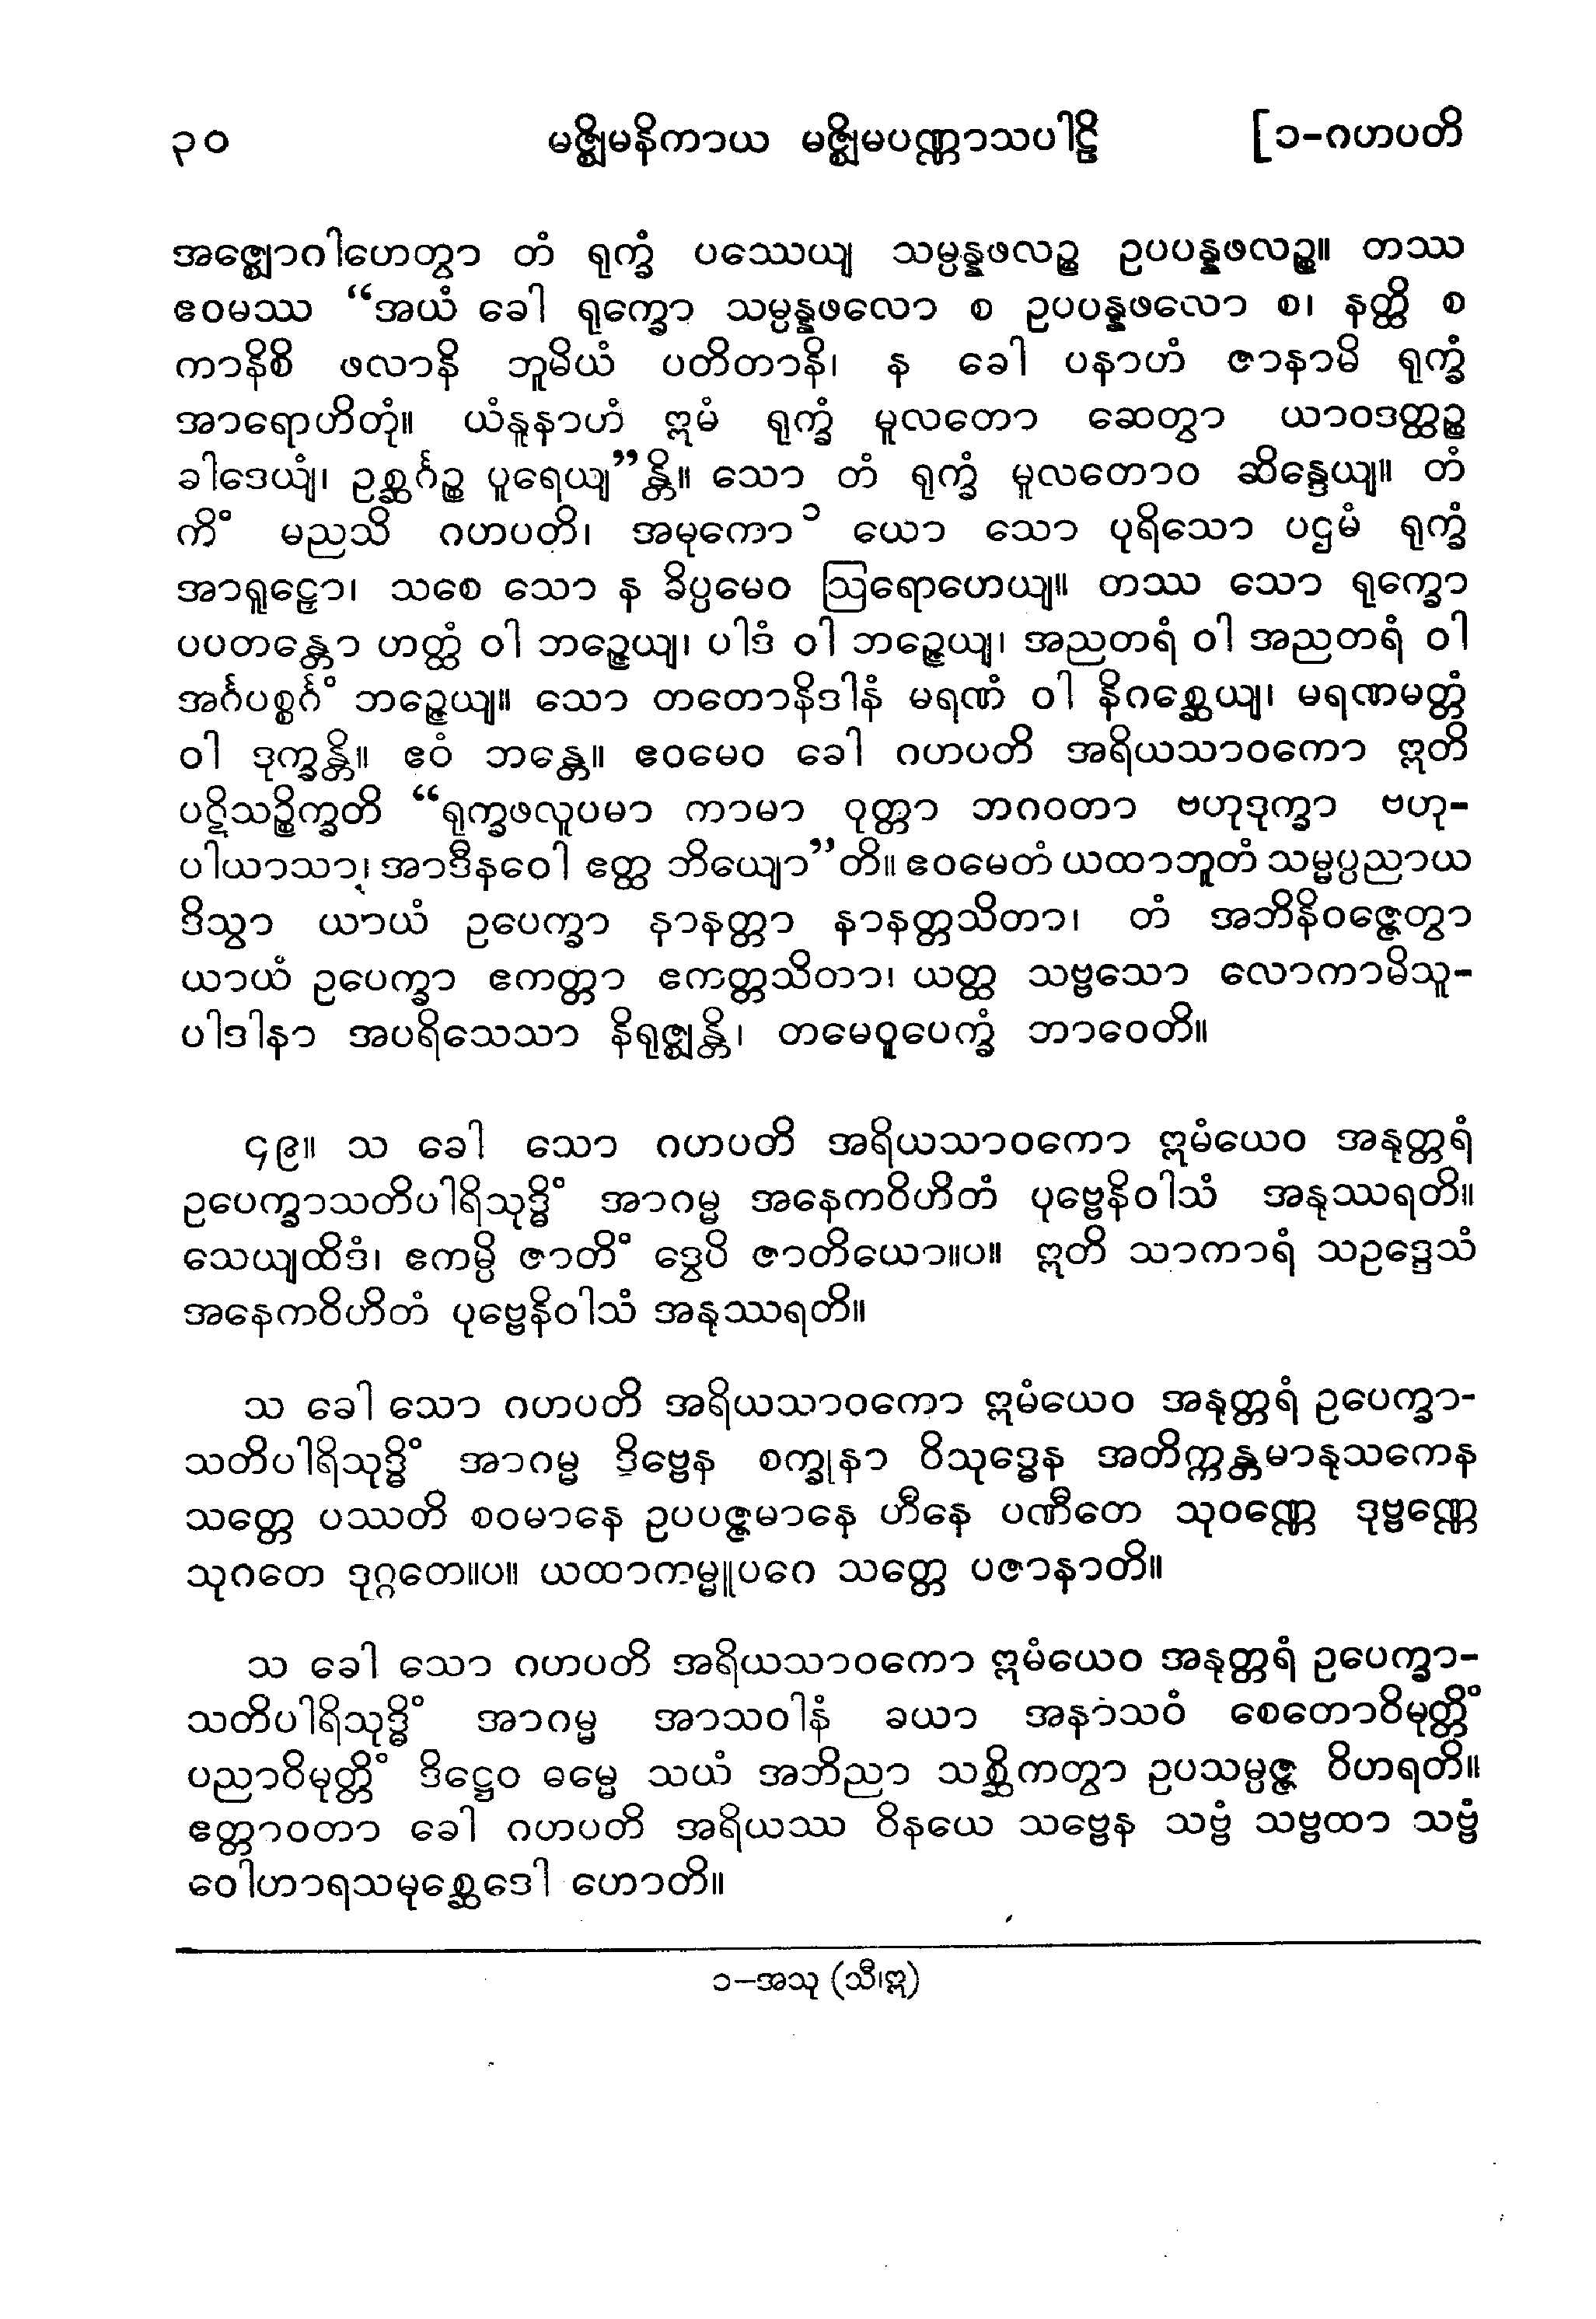 ၃၀ မဇ္ဈိမနိကာယ မဇ္ဈိမပဏ္ဏာသပါဠိ [၁-ဂဟပတိ
အဇ္ဈောဂါဟေတွာ တံ ရုက္ခံ ပဿေယျ သမ္ပန္နဖလဉ္စ ဥပပန္နဖလဉ္စ။ တဿ
ဧဝမဿ “အယံ ခေါ ရုက္ခော သမ္ပန္နဖလော စ ဥပပန္နဖလော စ၊ နတ္ထိ စ
ကာနိစိ ဖလာနိ ဘူမိယံ ပတိတာနိ၊ န ခေါ ပနာဟံ ဇာနာမိ ရုက္ခံ
အာရောဟိတုံ။ ယံနူနာဟံ ဣမံ ရုက္ခံ မူလတော ဆေတွာ ယာဝဒတ္ထဉ္စ
ခါဒေယျံ၊ ဥစ္ဆင်္ဂဉ္စ ပူရေယျ”န္တိ။ သော တံ ရုက္ခံ မူလတောဝ ဆိန္ဒေယျ။ တံ
ကိံ မညသိ ဂဟပတိ၊ အမုကော ၁ ယော သော ပုရိသော ပဌမံ ရုက္ခံ
အာရူဠှော၊ သစေ သော န ခိပ္ပမေဝ ဩရောဟေယျ။ တဿ သော ရုက္ခော
ပပတန္တော ဟတ္ထံ ဝါ ဘဉ္ဇေယျ၊ ပါဒံ ဝါ ဘဉ္ဇေယျ၊ အညတရံ ဝါ အညတရံ ဝါ
အင်္ဂပစ္စင်္ဂံ ဘဉ္ဇေယျ။ သော တတောနိဒါနံ မရဏံ ဝါ နိဂစ္ဆေယျ၊ မရဏမတ္တံ
ဝါ ဒုက္ခန္တိ။ ဧဝံ ဘန္တေ။ ဧဝမေဝ ခေါ ဂဟပတိ အရိယသာဝကော ဣတိ
ပဋိသဉ္စိက္ခတိ “ရုက္ခဖလူပမာ ကာမာ ဝုတ္တာ ဘဂဝတာ ဗဟုဒုက္ခာ ဗဟု-
ပါယာသာ၊ အာဒီနဝေါ ဧတ္ထ ဘိယျော”တိ။ ဧဝမေတံ ယထာဘူတံ သမ္မပ္ပညာယ
ဒိသွာ ယာယံ ဥပေက္ခာ နာနတ္တာ နာနတ္တသိတာ၊ တံ အဘိနိဝဇ္ဇေတွာ
ယာယံ ဥပေက္ခာ ဧကတ္တာ ဧကတ္တသိတာ၊ ယတ္ထ သဗ္ဗသော လောကာမိသူ-
ပါဒါနာ အပရိသေသာ နိရုဇ္ဈန္တိ၊ တမေဝူပေက္ခံ ဘာဝေတိ။
၄၉။ သ ခေါ သော ဂဟပတိ အရိယသာဝကော ဣမံယေဝ အနုတ္တရံ
ဥပေက္ခာသတိပါရိသုဒ္ဓိံ အာဂမ္မ အနေကဝိဟိတံ ပုဗ္ဗေနိဝါသံ အနုဿရတိ။
သေယျထိဒံ၊ ဧကမ္ပိ ဇာတိံ ဒွေပိ ဇာတိယော။ပ။ ဣတိ သာကာရံ သဥဒ္ဒေသံ
အနေကဝိဟိတံ ပုဗ္ဗေနိဝါသံ အနုဿရတိ။
သ ခေါ သော ဂဟပတိ အရိယသာဝကော ဣမံယေဝ အနုတ္တရံ ဥပေက္ခာ-
သတိပါရိသုဒ္ဓိံ အာဂမ္မ ဒိဗ္ဗေန စက္ခုနာ ဝိသုဒ္ဓေန အတိက္ကန္တမာနုသကေန
သတ္တေ ပဿတိ စဝမာနေ ဥပပဇ္ဇမာနေ ဟီနေ ပဏီတေ သုဝဏ္ဏေ ဒုဗ္ဗဏ္ဏေ
သုဂတေ ဒုဂ္ဂတေ။ပ။ ယထာကမ္မူပဂေ သတ္တေ ပဇာနာတိ။
သ ခေါ သော ဂဟပတိ အရိယသာဝကော ဣမံယေဝ အနုတ္တရံ ဥပေက္ခာ-
သတိပါရိသုဒ္ဓိံ အာဂမ္မ အာသဝါနံ ခယာ အနာသဝံ စေတောဝိမုတ္တိံ
ပညာဝိမုတ္တိံ ဒိဋ္ဌေဝ ဓမ္မေ သယံ အဘိညာ သစ္ဆိကတွာ ဥပသမ္ပဇ္ဇ ဝိဟရတိ။
ဧတ္တာဝတာ ခေါ ဂဟပတိ အရိယဿ ဝိနယေ သဗ္ဗေန သဗ္ဗံ သဗ္ဗထာ သဗ္ဗံ
ဝေါဟာရသမုစ္ဆေဒေါ ဟောတိ။
၁-အသု (သီ၊ဣ)